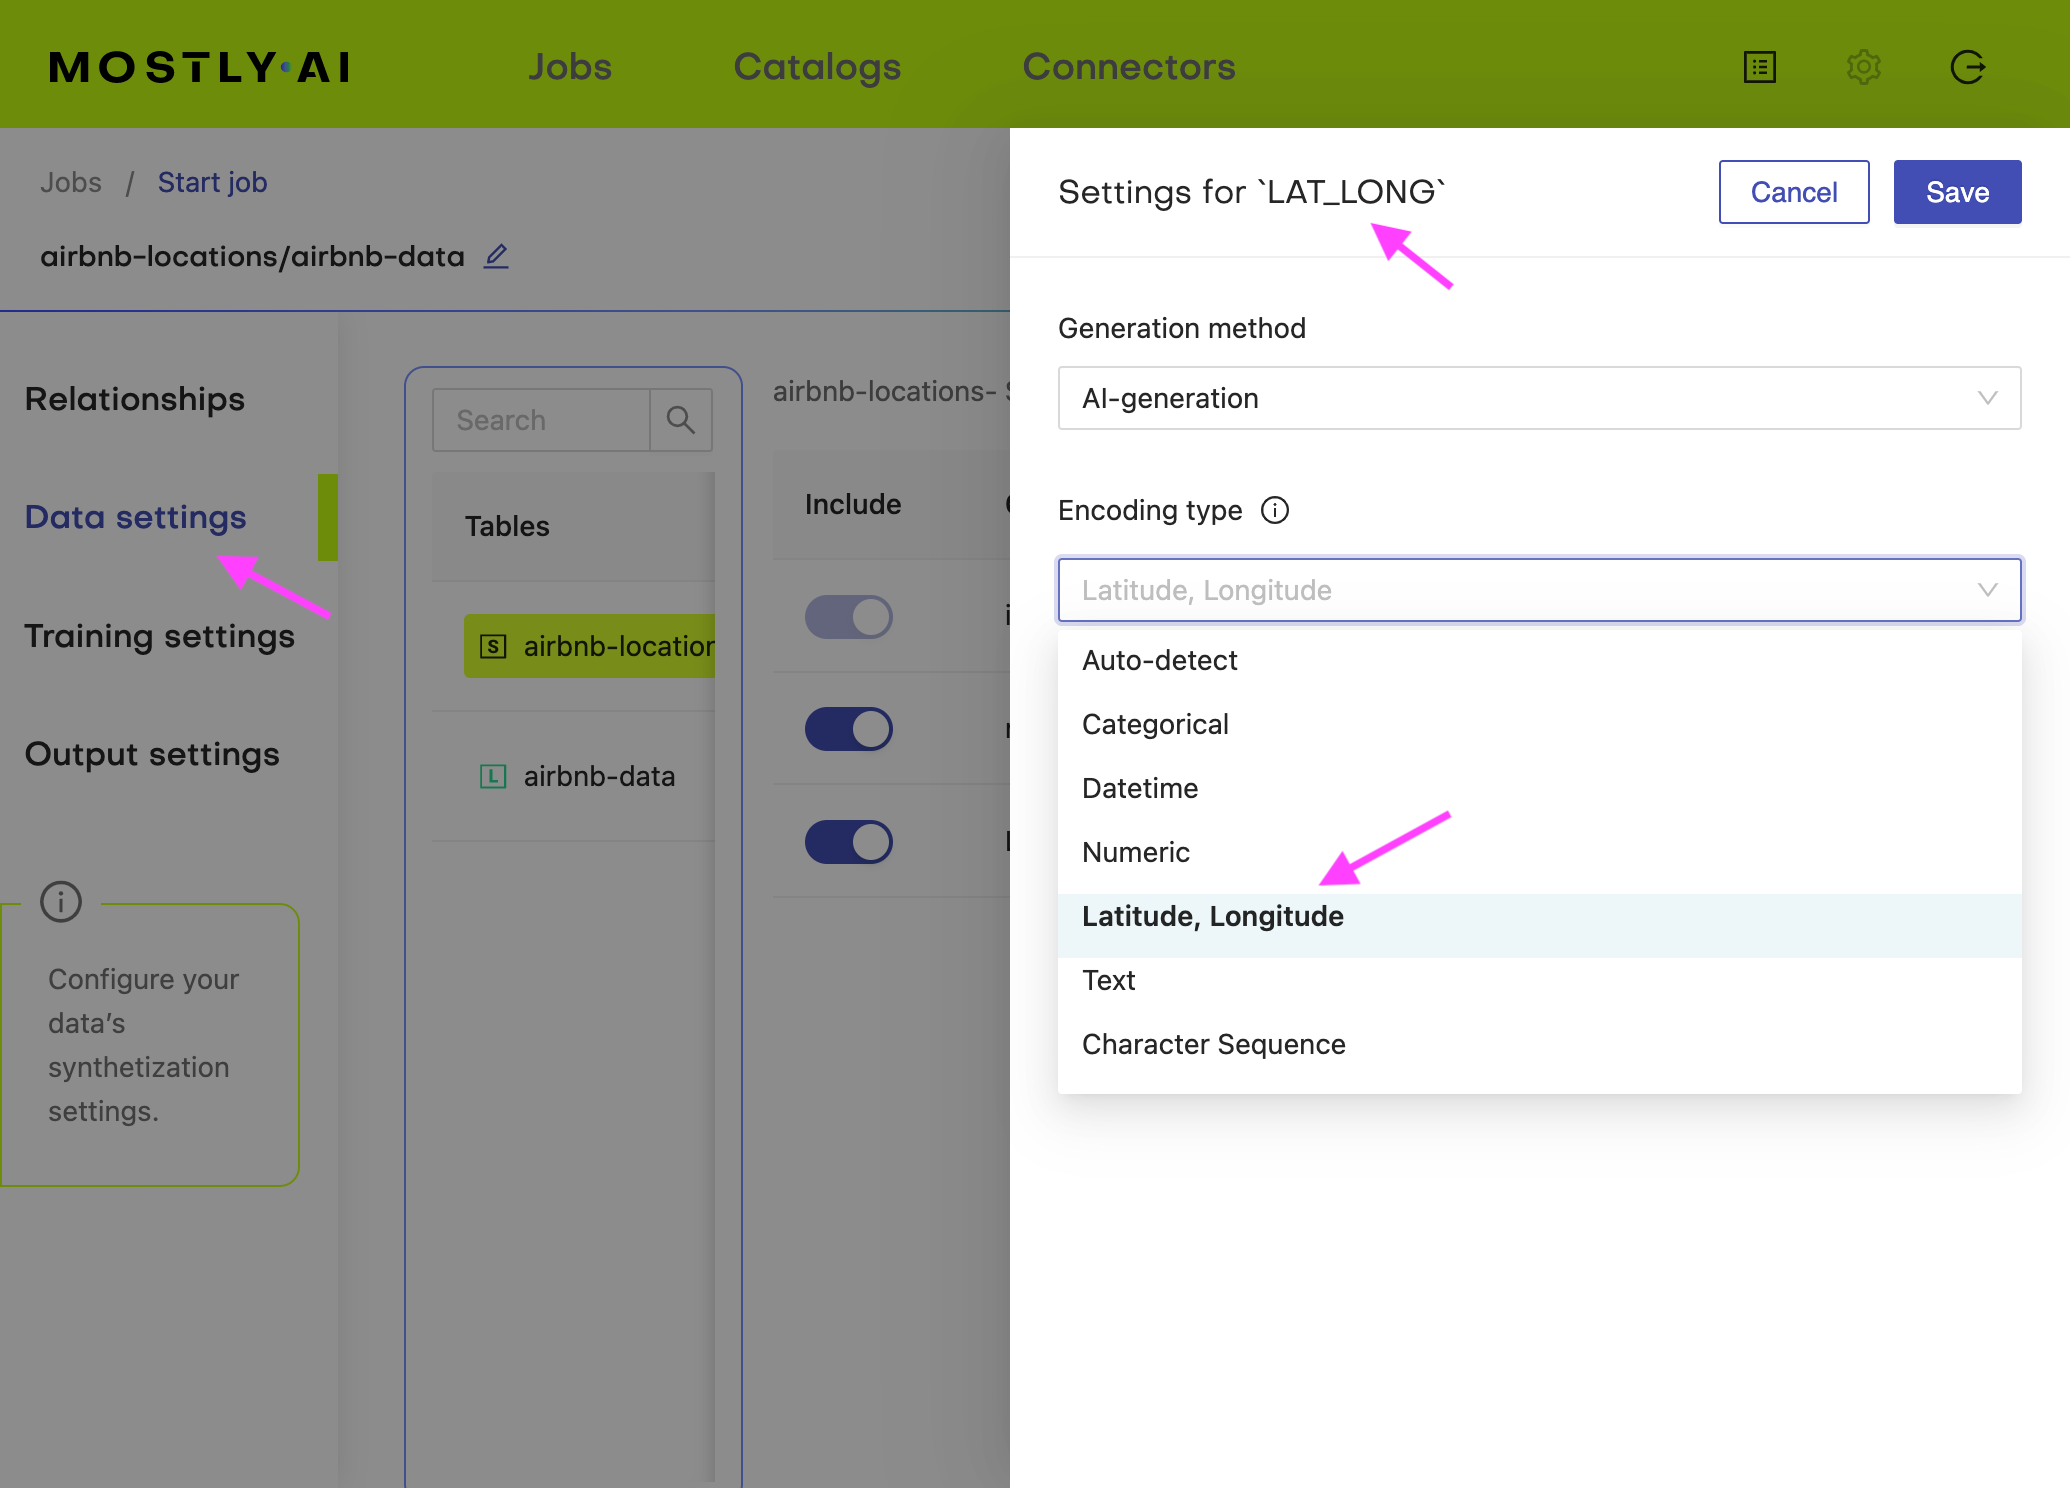 MOSTLY·AI
Jobs
Catalogs
Connectors
Jobs / Start job
airbnb-locations/airbnb-data
Relationships
Data settings
Training settings
Output settings
Configure your
data’s
synthetization
settings.
Search
Tables
S airbnb-location
L airbnb-data
airbnb-locations-
Include
Settings for `LAT_LONG`
Cancel
Save
Generation method
AI-generation
Encoding type
Latitude, Longitude
Auto-detect
Categorical
Datetime
Numeric
Latitude, Longitude
Text
Character Sequence